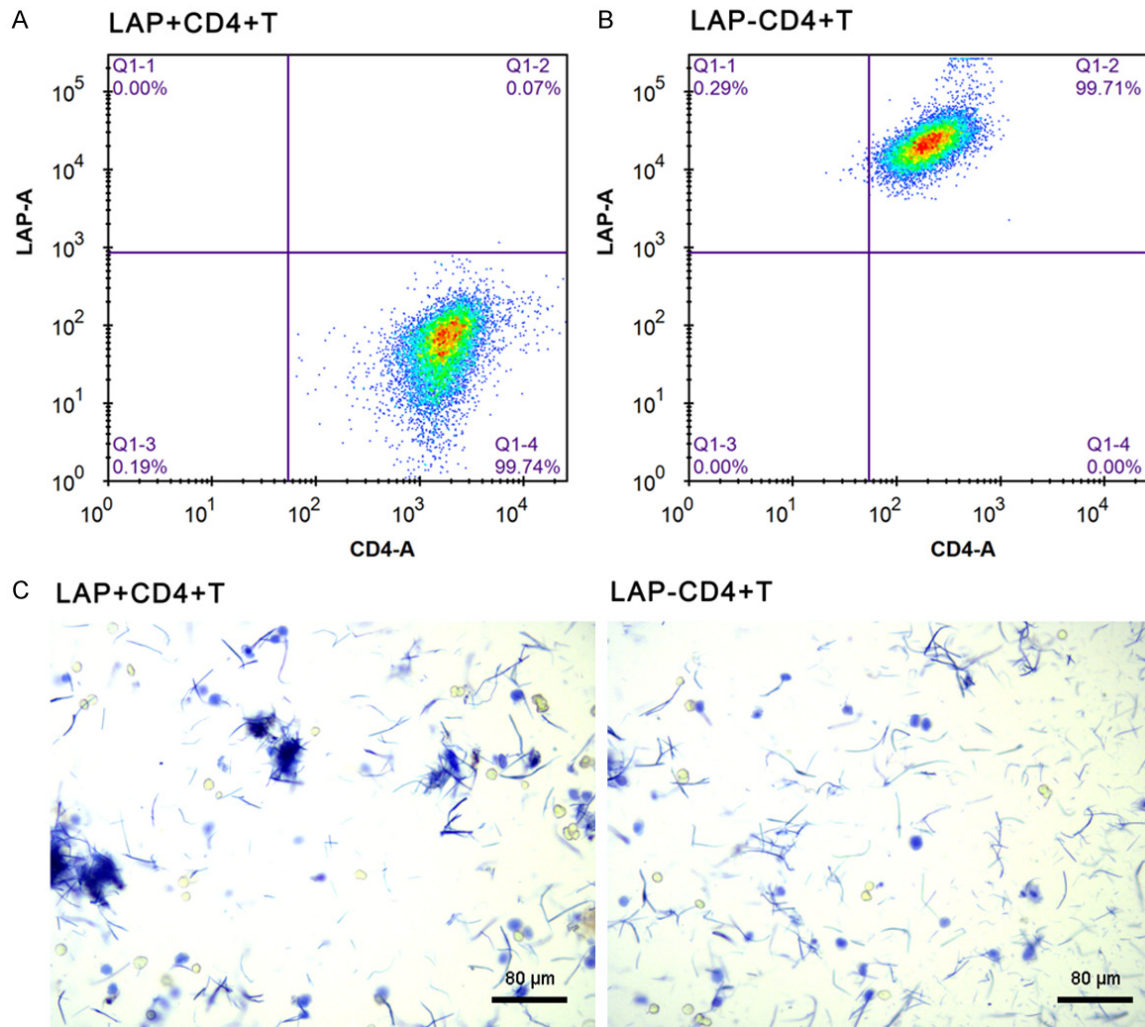 A
LAP+CD4+T
Q1-1
0.00%
Q1-2
0.07%
Q1-3
0.19%
Q1-4
99.74%
LAP-A
10^5
10^4
10^3
10^2
10^1
10^0
10^0 10^1 10^2 10^3 10^4
CD4-A
B
LAP-CD4+T
Q1-1
0.29%
Q1-2
99.71%
Q1-3
0.00%
Q1-4
0.00%
LAP-A
10^5
10^4
10^3
10^2
10^1
10^0
10^0 10^1 10^2 10^3 10^4
CD4-A
C
LAP+CD4+T
80 µm
LAP-CD4+T
80 µm